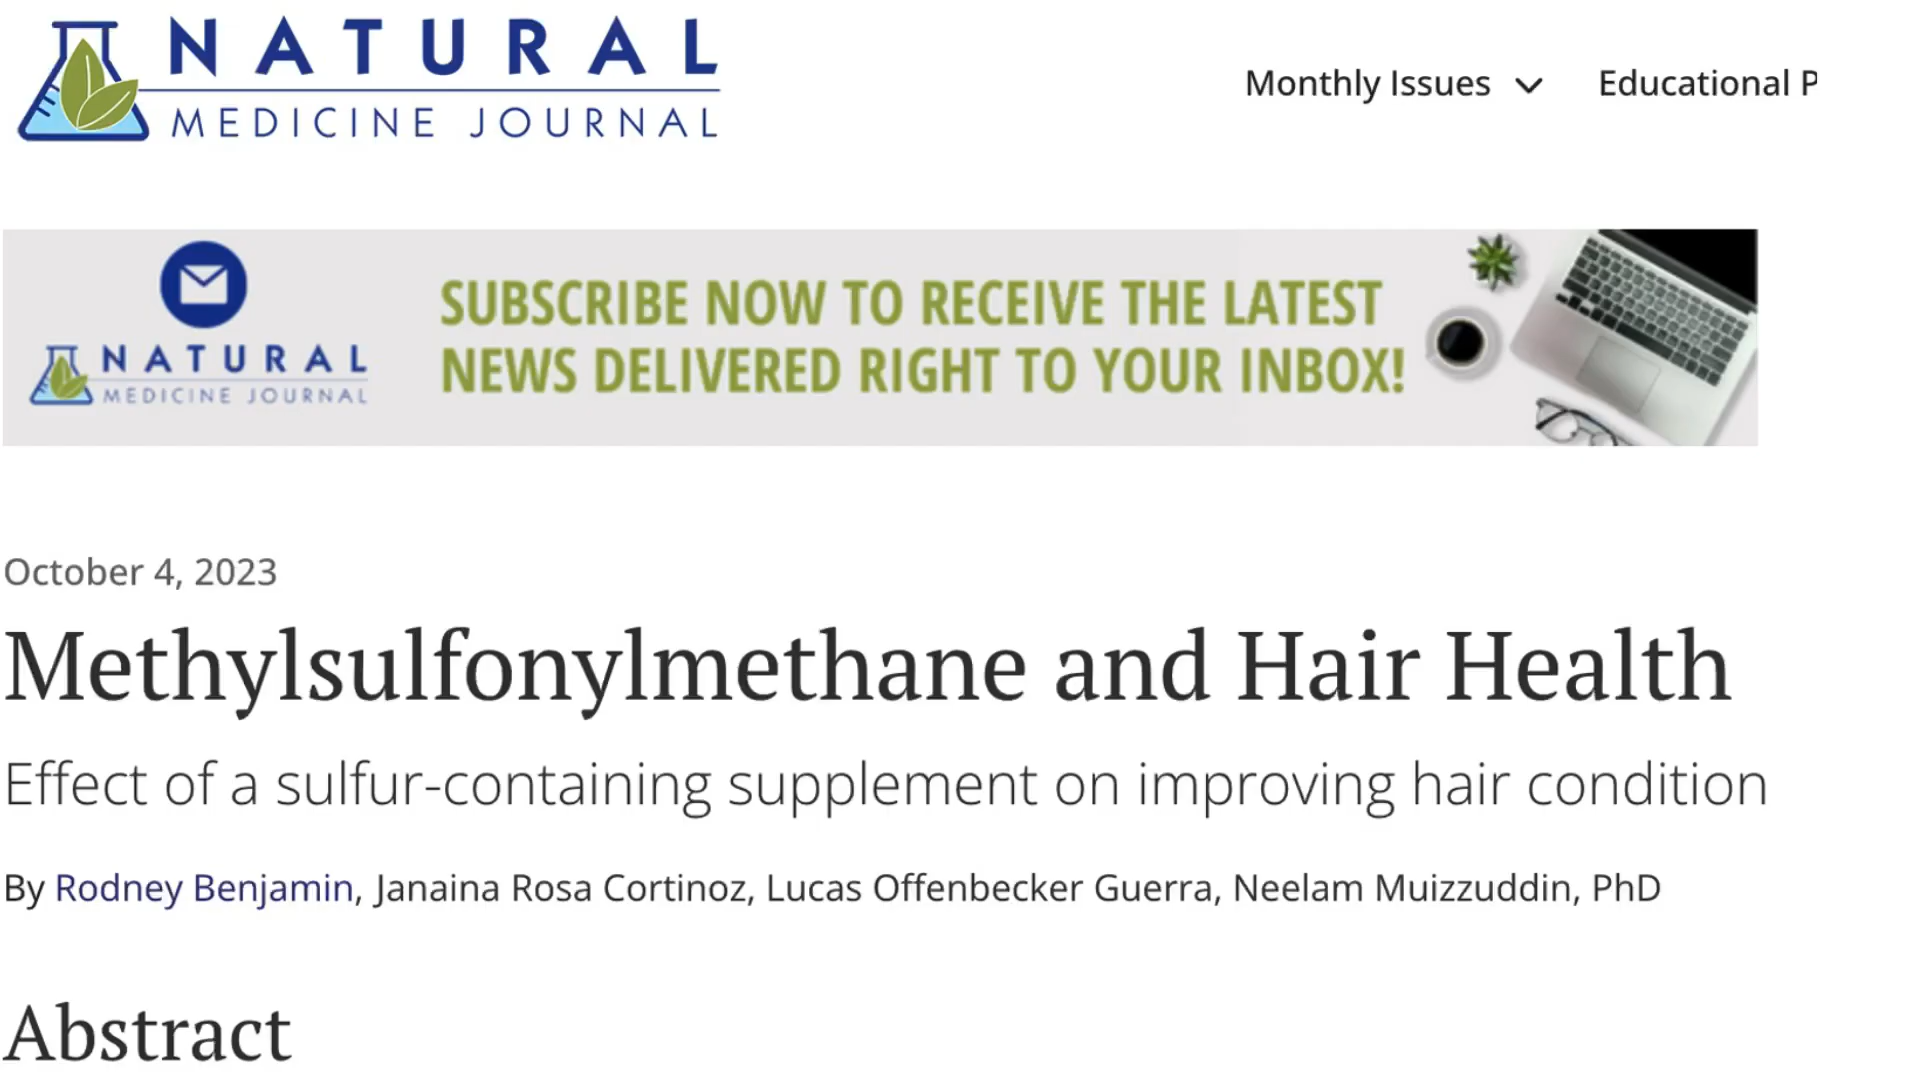 NATURAL
MEDICINE JOURNAL
Monthly Issues
Educational P
NATURAL
MEDICINE JOURNAL
SUBSCRIBE NOW TO RECEIVE THE LATEST
NEWS DELIVERED RIGHT TO YOUR INBOX!
October 4, 2023
Methylsulfonylmethane and Hair Health
Effect of a sulfur-containing supplement on improving hair condition
By Rodney Benjamin, Janaina Rosa Cortinoz, Lucas Offenbecker Guerra, Neelam Muizzuddin, PhD
Abstract